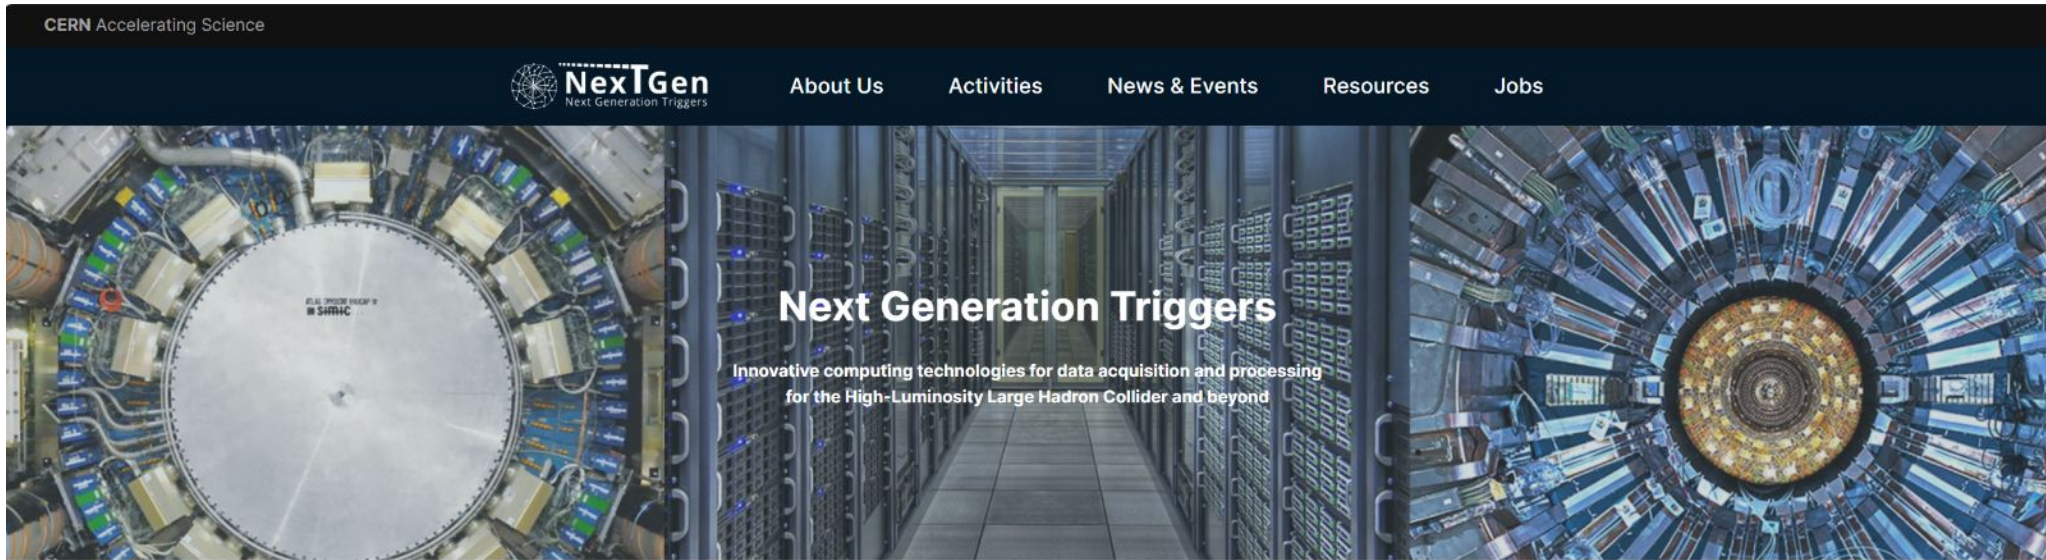 CERN Accelerating Science
NexTGen
Next Generation Triggers
About Us
Activities
News & Events
Resources
Jobs
SIMIC
Next Generation Triggers
Innovative computing technologies for data acquisition and processing
for the High-Luminosity Large Hadron Collider and beyond